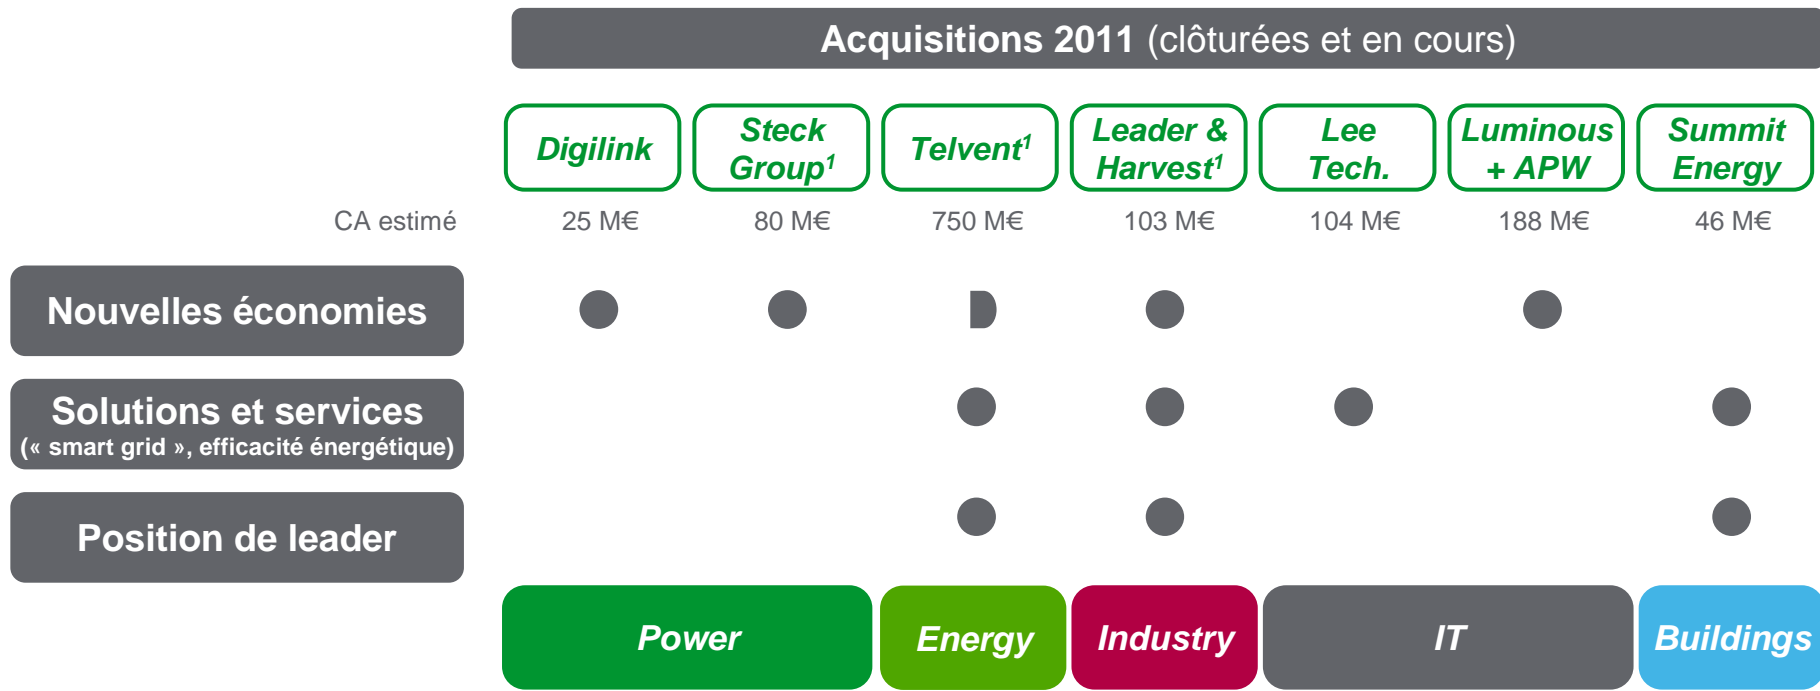 Acquisitions 2011 (clôturées et en cours)
Digilink
Steck
Group¹
Telvent¹
Leader &
Harvest¹
Lee
Tech.
Luminous
+ APW
Summit
Energy
CA estimé 25 M€ 80 M€ 750 M€ 103 M€ 104 M€ 188 M€ 46 M€
Nouvelles économies
Solutions et services
(« smart grid », efficacité énergétique)
Position de leader
Power Energy Industry IT Buildings